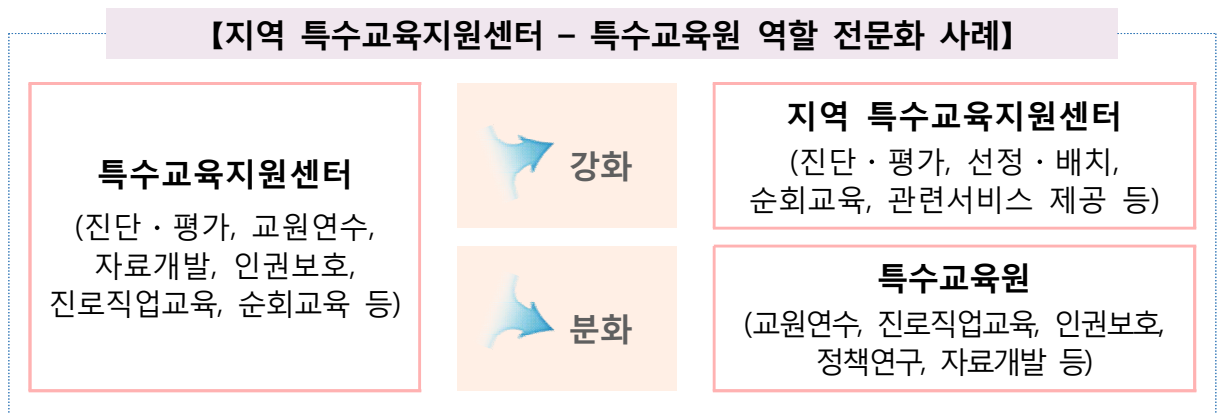 【지역 특수교육지원센터 – 특수교육원 역할 전문화 사례】
특수교육지원센터
(진단・평가, 교원연수,
자료개발, 인권보호,
진로직업교육, 순회교육 등)
강화
지역 특수교육지원센터
(진단・평가, 선정・배치,
순회교육, 관련서비스 제공 등)
분화
특수교육원
(교원연수, 진로직업교육, 인권보호,
정책연구, 자료개발 등)